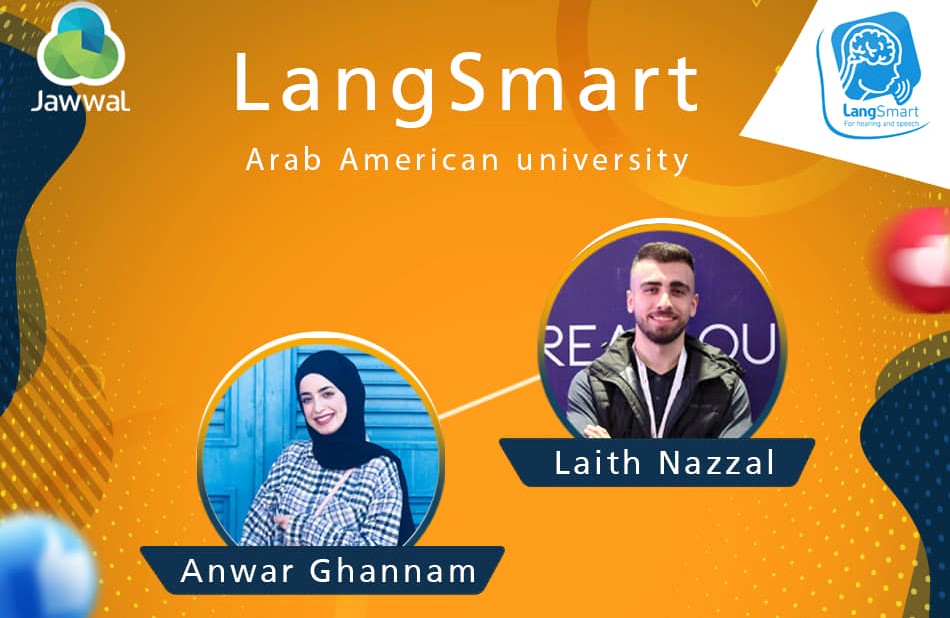 Jawwal
LangSmart
Arab American university
LangSmart
For hearing and speech
Laith Nazzal
Anwar Ghannam